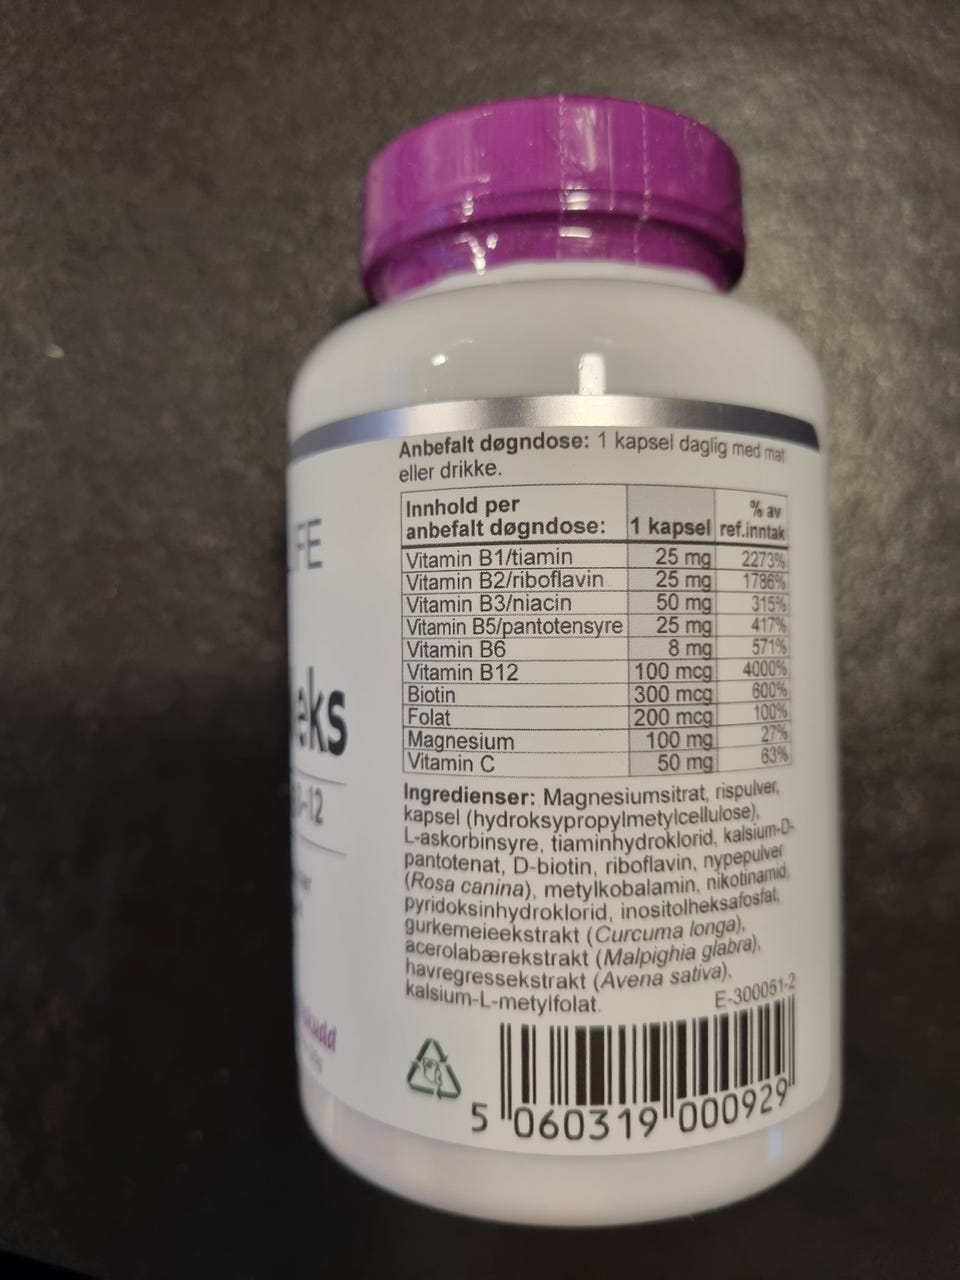 Anbefalt døgndose: 1 kapsel daglig med mat
eller drikke.
Innhold per anbefalt døgndose: 1 kapsel % av ref.inntak
Vitamin B1/tiamin 25 mg 2273%
Vitamin B2/riboflavin 25 mg 1786%
Vitamin B3/niacin 50 mg 315%
Vitamin B5/pantotensyre 25 mg 417%
Vitamin B6 8 mg 571%
Vitamin B12 100 mcg 4000%
Biotin 300 mcg 600%
Folat 200 mcg 100%
Magnesium 100 mg 27%
Vitamin C 50 mg 63%
Ingredienser: Magnesiumsitrat, rispulver,
kapsel (hydroksypropylmetylcellulose),
L-askorbinsyre, tiaminhydroklorid, kalsium-D-
pantotenat, D-biotin, riboflavin, nypepulver
(Rosa canina), metylkobalamin, nikotinamid,
pyridoksinhydroklorid, inositolheksafosfat,
gurkemeieekstrakt (Curcuma longa),
acerolabærekstrakt (Malpighia glabra),
havregressekstrakt (Avena sativa),
kalsium-L-metylfolat.
E-300051-2
5 060319 000929
IFE
eks
-12